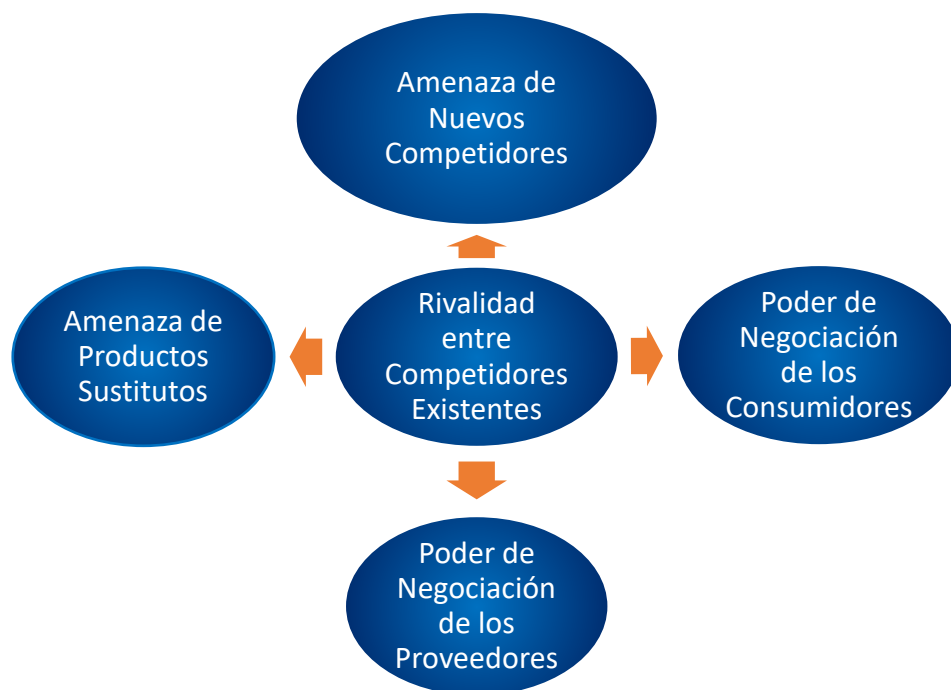 Amenaza de
Nuevos
Competidores
Amenaza de
Productos
Sustitutos
Rivalidad
entre
Competidores
Existentes
Poder de
Negociación
de los
Consumidores
Poder de
Negociación
de los
Proveedores